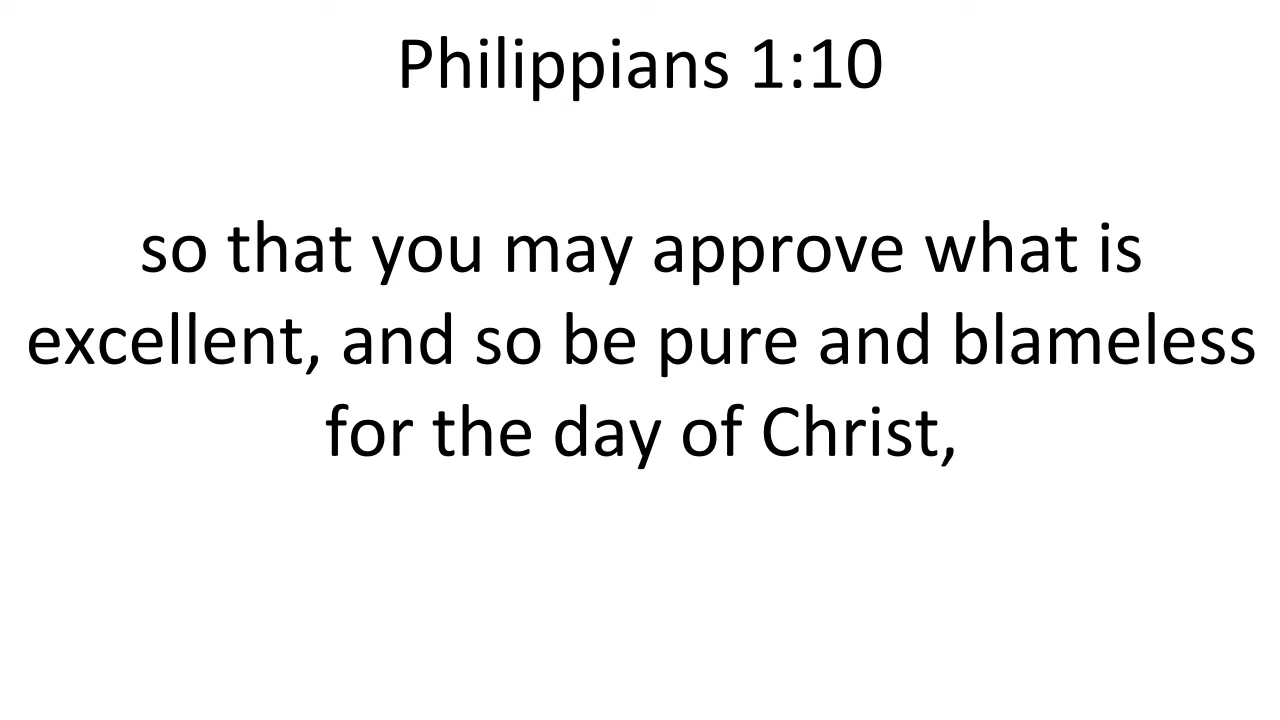 Philippians 1:10
so that you may approve what is
excellent, and so be pure and blameless
for the day of Christ,